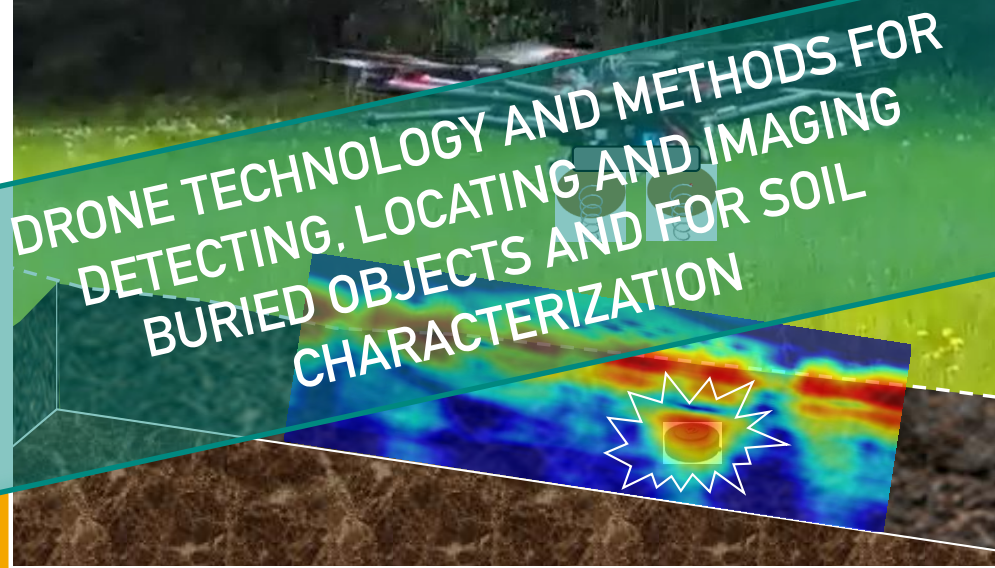 DRONE TECHNOLOGY AND METHODS FOR
DETECTING, LOCATING AND IMAGING
BURIED OBJECTS AND FOR SOIL
CHARACTERIZATION